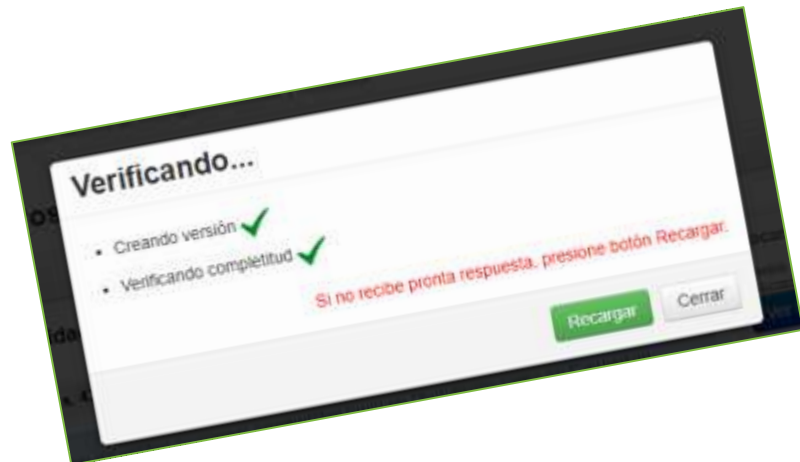 Verificando...
Creando versión
Verificando completitud
Si no recibe pronta respuesta, presione botón Recargar.
Recargar
Cerrar